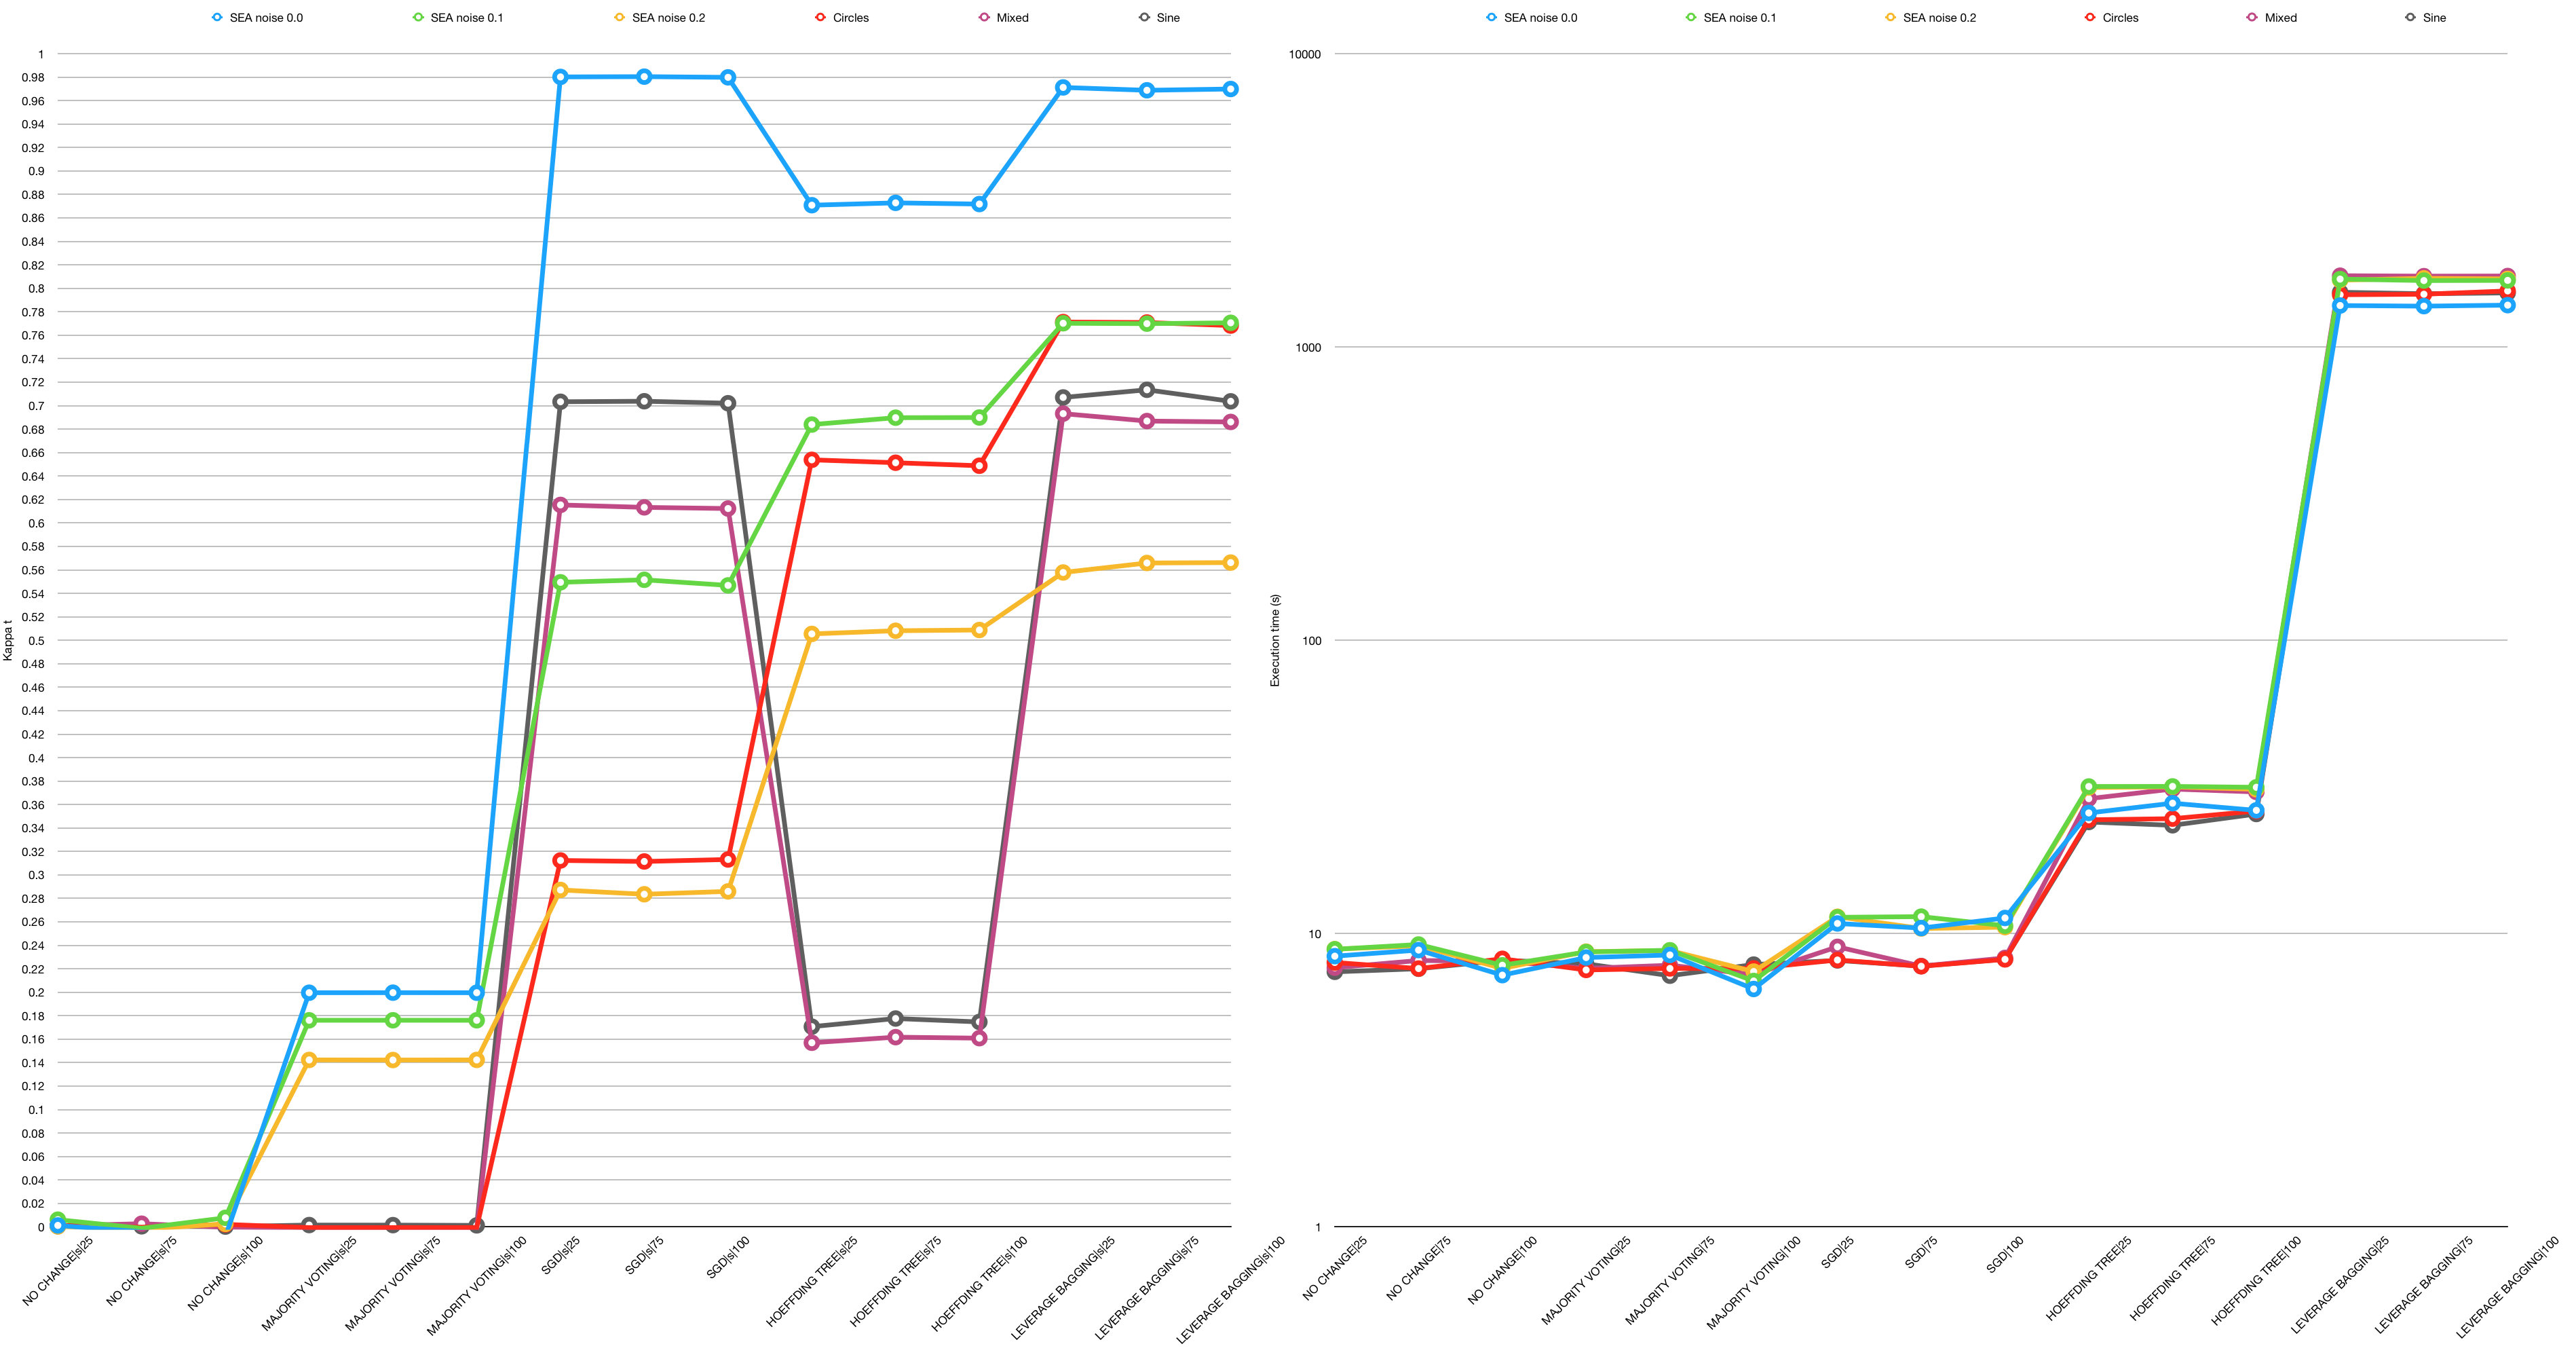 SEA noise 0.0 SEA noise 0.1 SEA noise 0.2 Circles Mixed Sine
1
0.98
0.96
0.94
0.92
0.9
0.88
0.86
0.84
0.82
0.8
0.78
0.76
0.74
0.72
0.7
0.68
0.66
0.64
0.62
0.6
0.58
0.56
0.54
0.52
0.5
0.48
0.46
0.44
0.42
0.4
0.38
0.36
0.34
0.32
0.3
0.28
0.26
0.24
0.22
0.2
0.18
0.16
0.14
0.12
0.1
0.08
0.06
0.04
0.02
0
Kappa t
NO CHANGE|s|25
NO CHANGE|s|75
NO CHANGE|s|100
MAJORITY VOTING|s|25
MAJORITY VOTING|s|75
MAJORITY VOTING|s|100
SGD|s|25
SGD|s|75
SGD|s|100
HOEFFDING TREE|s|25
HOEFFDING TREE|s|75
HOEFFDING TREE|s|100
LEVERAGE BAGGING|s|25
LEVERAGE BAGGING|s|75
LEVERAGE BAGGING|s|100
SEA noise 0.0 SEA noise 0.1 SEA noise 0.2 Circles Mixed Sine
10000
1000
100
10
1
Execution time (s)
NO CHANGE|25
NO CHANGE|75
NO CHANGE|100
MAJORITY VOTING|25
MAJORITY VOTING|75
MAJORITY VOTING|100
SGD|25
SGD|75
SGD|100
HOEFFDING TREE|25
HOEFFDING TREE|75
HOEFFDING TREE|100
LEVERAGE BAGGING|25
LEVERAGE BAGGING|75
LEVERAGE BAGGING|100